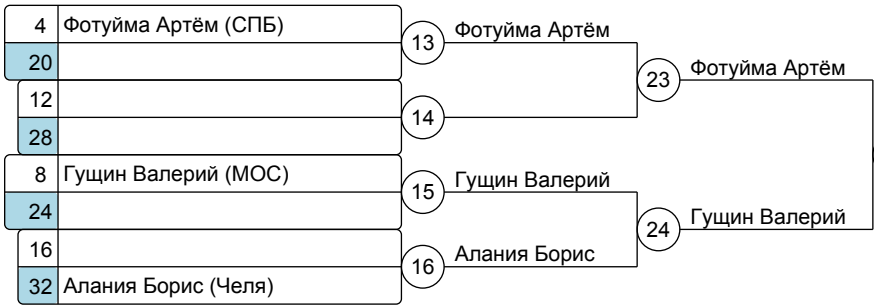 4 Фотуйма Артём (СПБ)
20
13 Фотуйма Артём
12
28
14
23 Фотуйма Артём
8 Гущин Валерий (МОС)
24
15 Гущин Валерий
16
32 Алания Борис (Челя)
16 Алания Борис
24 Гущин Валерий